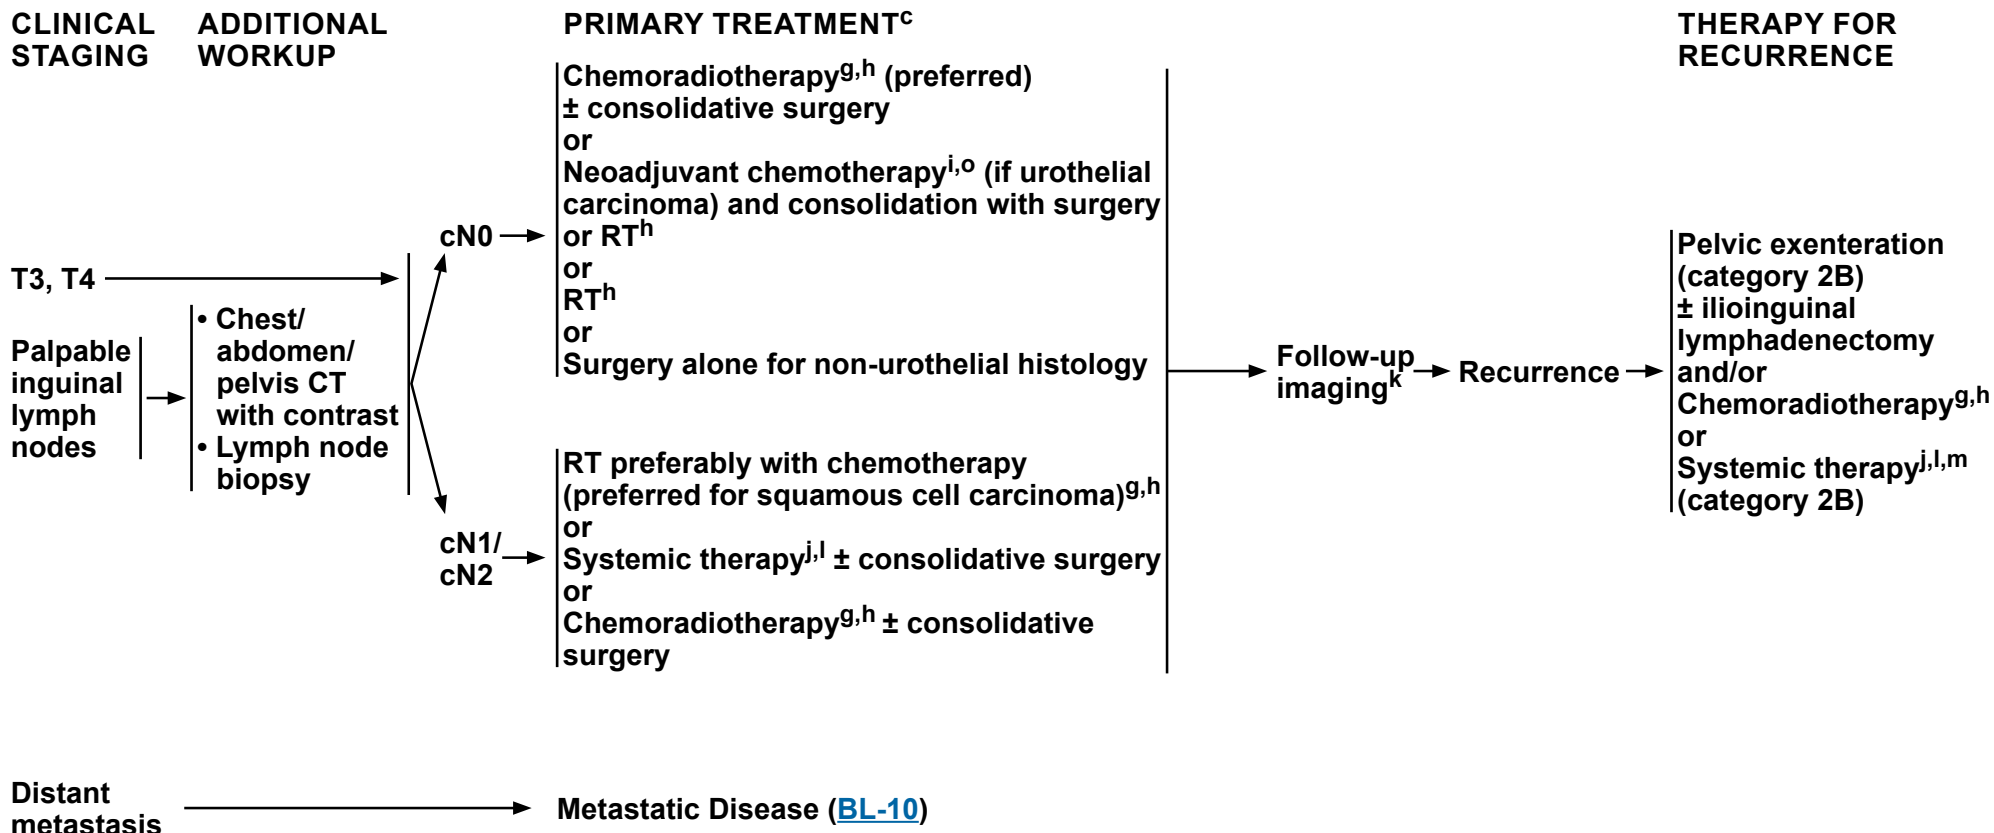 CLINICAL
STAGING
ADDITIONAL
WORKUP
PRIMARY TREATMENTc
THERAPY FOR
RECURRENCE
T3, T4
Palpable
inguinal
lymph
nodes
• Chest/
abdomen/
pelvis CT
with contrast
• Lymph node
biopsy
cN0
Chemoradiotherapyg,h (preferred)
± consolidative surgery
or
Neoadjuvant chemotherapyi,o (if urothelial
carcinoma) and consolidation with surgery
or RTh
or
RTh
or
Surgery alone for non-urothelial histology
cN1/
cN2
RT preferably with chemotherapy
(preferred for squamous cell carcinoma)g,h
or
Systemic therapyj,l ± consolidative surgery
or
Chemoradiotherapyg,h ± consolidative
surgery
Follow-up
imagingk
Recurrence
Pelvic exenteration
(category 2B)
± ilioinguinal
lymphadenectomy
and/or
Chemoradiotherapyg,h
or
Systemic therapyj,l,m
(category 2B)
Distant
metastasis
Metastatic Disease (BL-10)